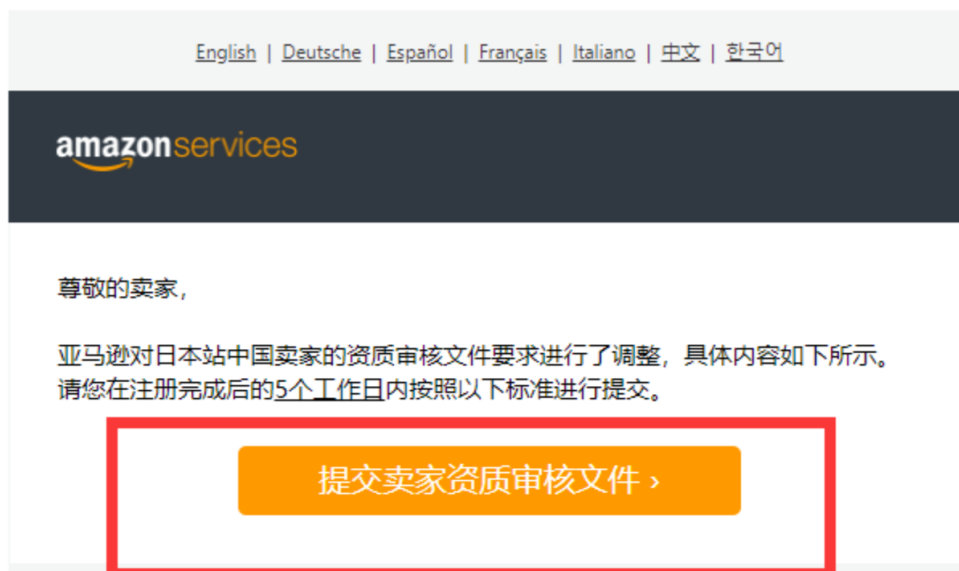 English | Deutsche | Español | Français | Italiano | 中文 | 한국어
amazonservices
尊敬的卖家，
亚马逊对日本站中国卖家的资质审核文件要求进行了调整，具体内容如下所示。
请您在注册完成后的5个工作日内按照以下标准进行提交。
提交卖家资质审核文件 ›